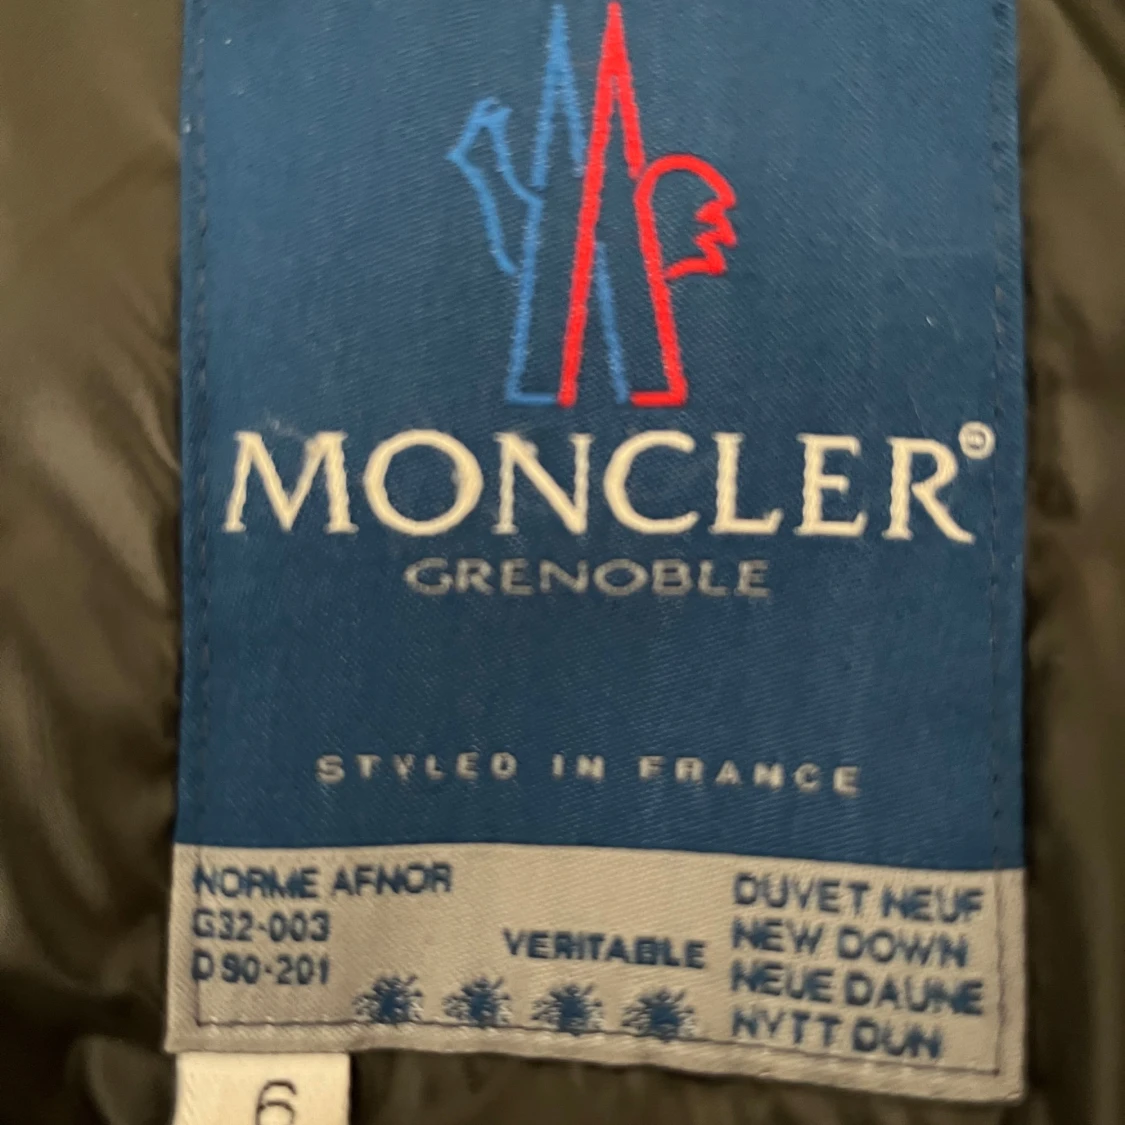 MONCLER®
GRENOBLE
STYLED IN FRANCE
NORME AFNOR
G32-003
D 90-201
VERITABLE
DUVET NEUF
NEW DOWN
NEUE DAUNE
NYTT DUN
6